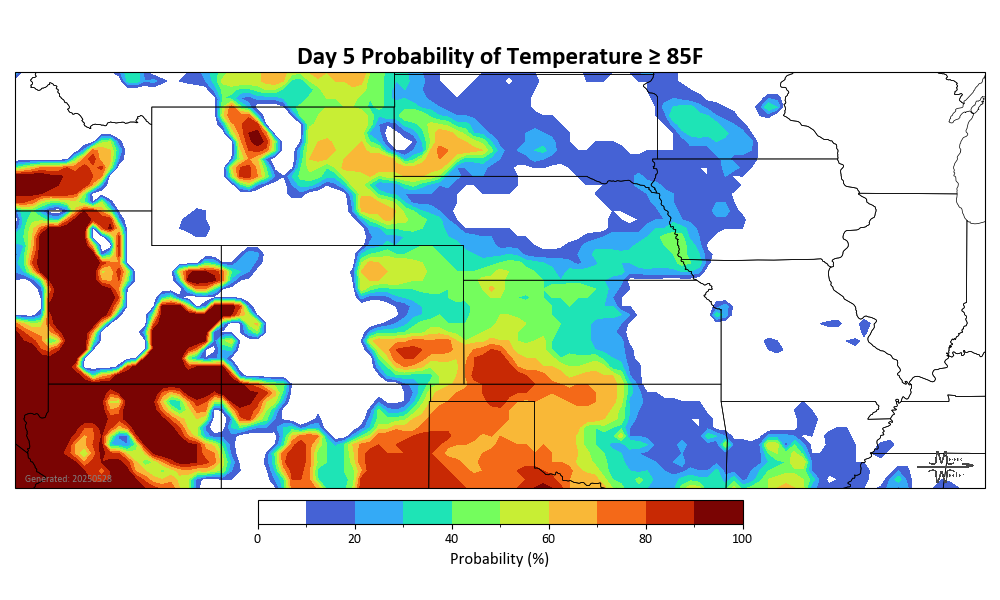 Day 5 Probability of Temperature ≥ 85F
Generated: 20250528
0 20 40 60 80 100
Probability (%)